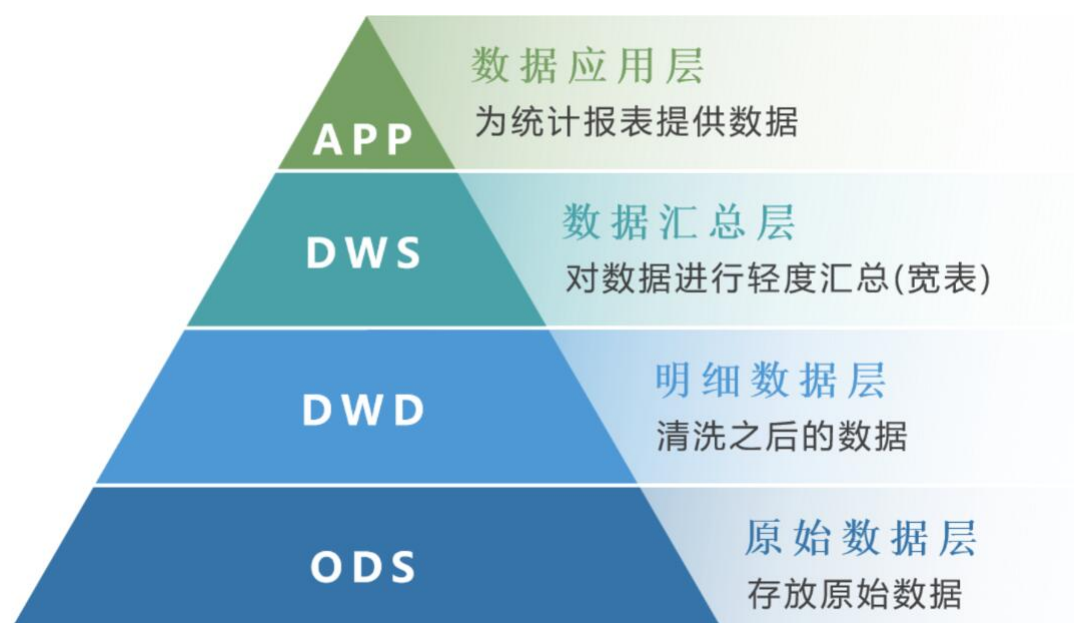 数据应用层
为统计报表提供数据
APP
数据汇总层
DWS
对数据进行轻度汇总(宽表)
明细数据层
DWD
清洗之后的数据
原始数据层
ODS
存放原始数据